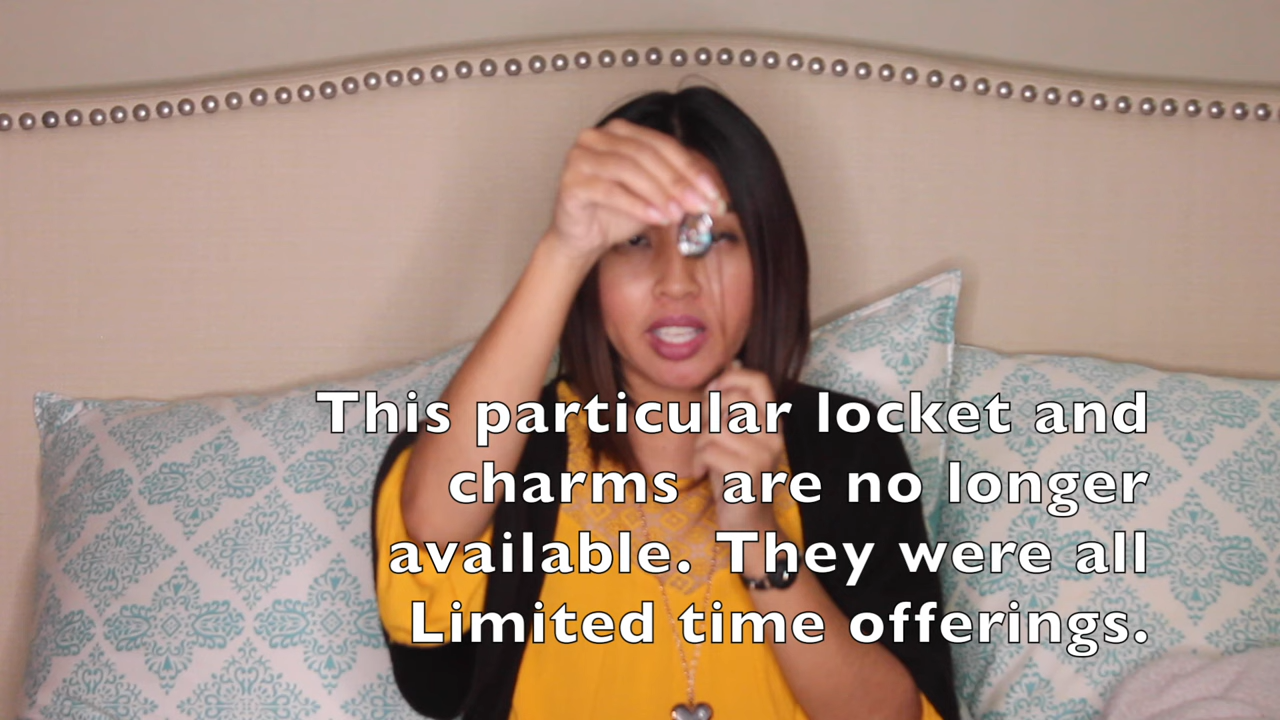 This particular locket and
charms are no longer
available. They were all
Limited time offerings.